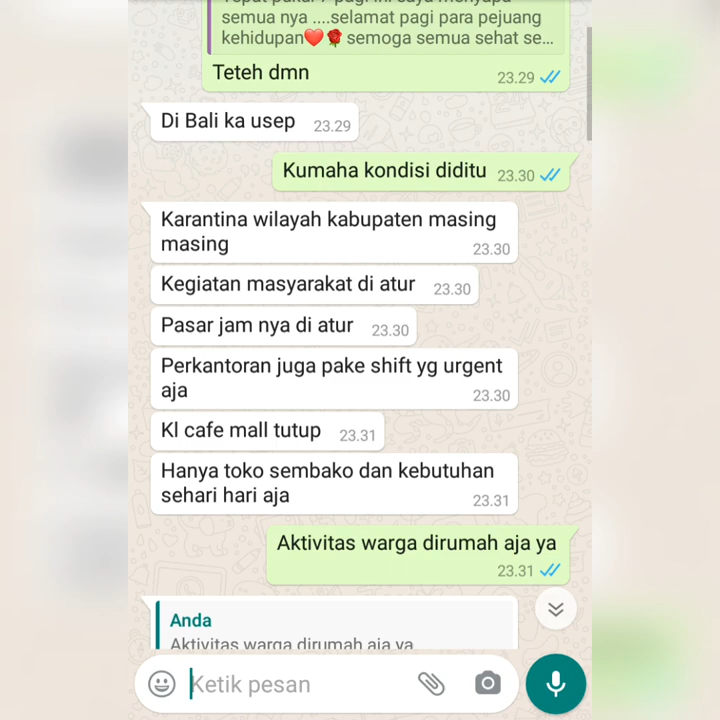 semua nya ....selamat pagi para pejuang
kehidupan❤️🌹 semoga semua sehat se...
Teteh dmn
23.29
Di Bali ka usep
23.29
Kumaha kondisi diditu
23.30
Karantina wilayah kabupaten masing
masing
23.30
Kegiatan masyarakat di atur
23.30
Pasar jam nya di atur
23.30
Perkantoran juga pake shift yg urgent
aja
23.30
Kl cafe mall tutup
23.31
Hanya toko sembako dan kebutuhan
sehari hari aja
23.31
Aktivitas warga dirumah aja ya
23.31
Anda
Aktivitas warga dirumah aja ya
Ketik pesan